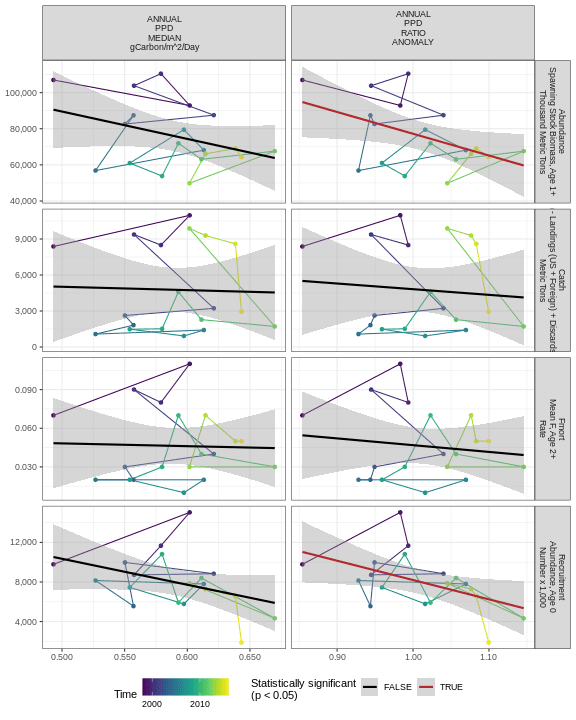 ANNUAL
PPD
MEDIAN
gCarbon/m^2/Day
ANNUAL
PPD
RATIO
ANOMALY
100,000
80,000
60,000
40,000
Abundance
Spawning Stock Biomass, Age 1+
Thousand Metric Tons
9,000
6,000
3,000
0
Catch
- Landings (US + Foreign) + Discards
Metric Tons
0.090
0.060
0.030
Fmort
Mean F, Age 2+
Rate
12,000
8,000
4,000
Recruitment
Abundance, Age 0
Number x 1,000
0.500
0.550
0.600
0.650
0.90
1.00
1.10
Time
2000
2010
Statistically significant
(p < 0.05)
FALSE
TRUE